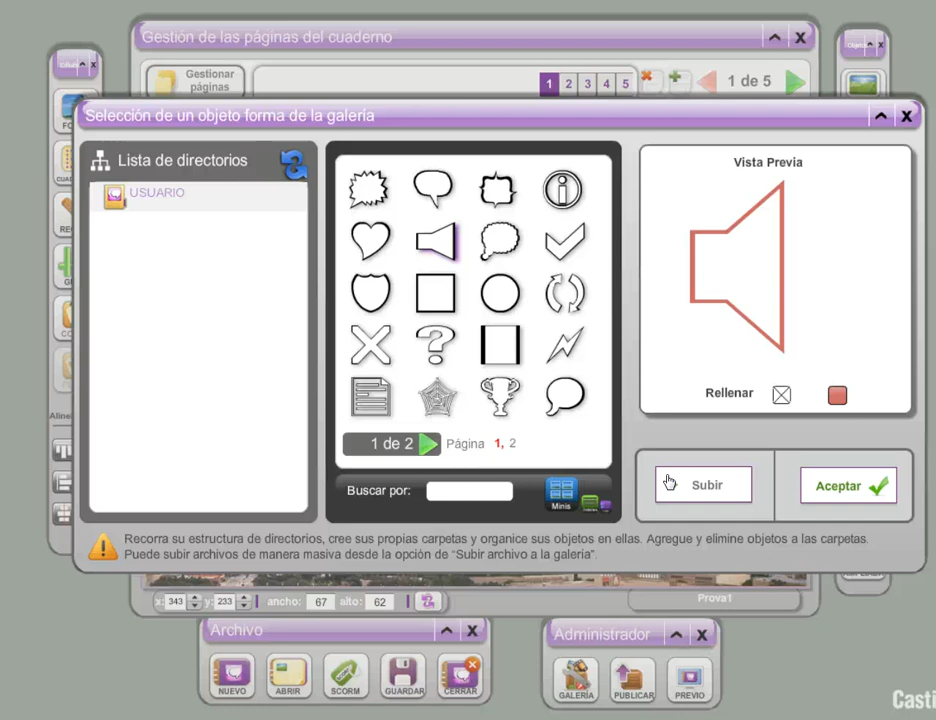 Gestión de las páginas del cuaderno
Gestionar
páginas
1 2 3 4 5
1 de 5
Selección de un objeto forma de la galería
Lista de directorios
USUARIO
Vista Previa
Rellenar
1 de 2
Página 1, 2
Buscar por:
Minis
Subir
Aceptar
Recorra su estructura de directorios, cree sus propias carpetas y organice sus objetos en ellas. Agregue y elimine objetos a las carpetas.
Puede subir archivos de manera masiva desde la opción de "Subir archivo a la galeria".
x: 343 y: 233 ancho: 67 alto: 62
Prova1
Archivo
NUEVO ABRIR SCORM GUARDAR CERRAR
Administrador
GALERÍA PUBLICAR PREVIO